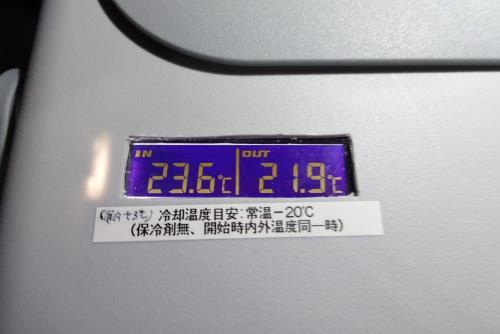 IN OUT
23.6℃ 21.9℃
冷却温度目安:常温-20℃
(保冷剤無、開始時内外温度同一時)